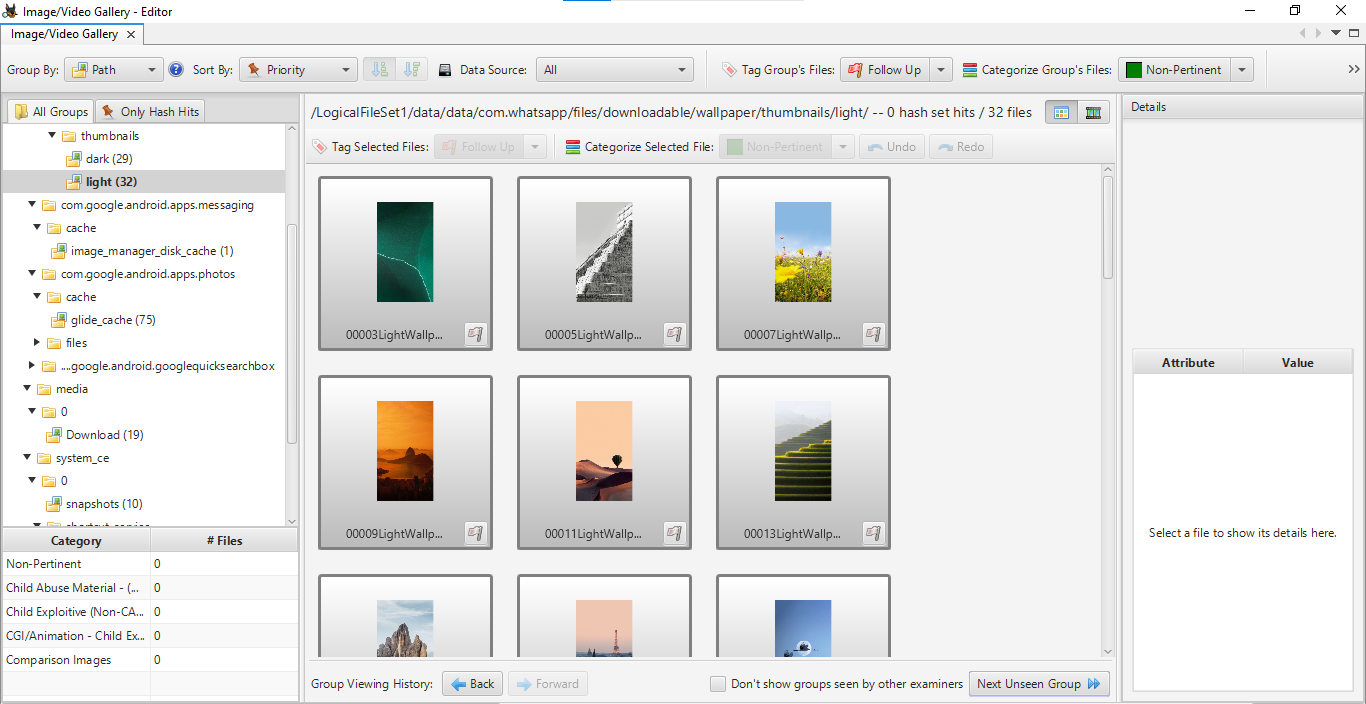 Image/Video Gallery - Editor
Image/Video Gallery
Group By: Path Sort By: Priority Data Source: All Tag Group's Files: Follow Up Categorize Group's Files: Non-Pertinent
All Groups Only Hash Hits
thumbnails
dark (29)
light (32)
com.google.android.apps.messaging
cache
image_manager_disk_cache (1)
com.google.android.apps.photos
cache
glide_cache (75)
files
...google.android.googlequicksearchbox
media
0
Download (19)
system_ce
0
snapshots (10)
Category # Files
Non-Pertinent 0
Child Abuse Material - (... 0
Child Exploitive (Non-CA... 0
CGI/Animation - Child Ex... 0
Comparison Images 0
/LogicalFileSet1/data/data/com.whatsapp/files/downloadable/wallpaper/thumbnails/light/ -- 0 hash set hits / 32 files
Tag Selected Files: Follow Up Categorize Selected File: Non-Pertinent Undo Redo
00003LightWallp... 00005LightWallp... 00007LightWallp...
00009LightWallp... 00011LightWallp... 00013LightWallp...
Group Viewing History: Back Forward Don't show groups seen by other examiners Next Unseen Group
Details
Attribute Value
Select a file to show its details here.